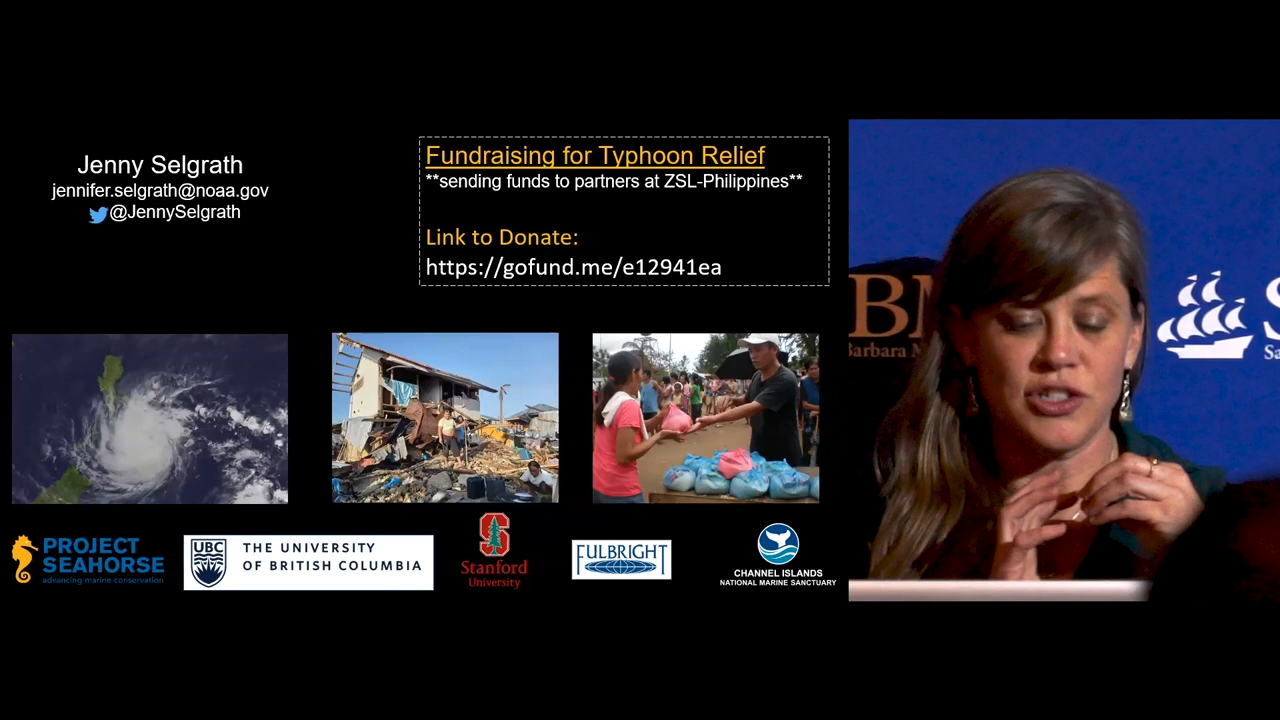 Jenny Selgrath
jennifer.selgrath@noaa.gov
@JennySelgrath
Fundraising for Typhoon Relief
**sending funds to partners at ZSL-Philippines**
Link to Donate:
https://gofund.me/e12941ea
PROJECT
SEAHORSE
advancing marine conservation
UBC
THE UNIVERSITY
OF BRITISH COLUMBIA
S
Stanford
University
FULBRIGHT
CHANNEL ISLANDS
NATIONAL MARINE SANCTUARY
Barbara